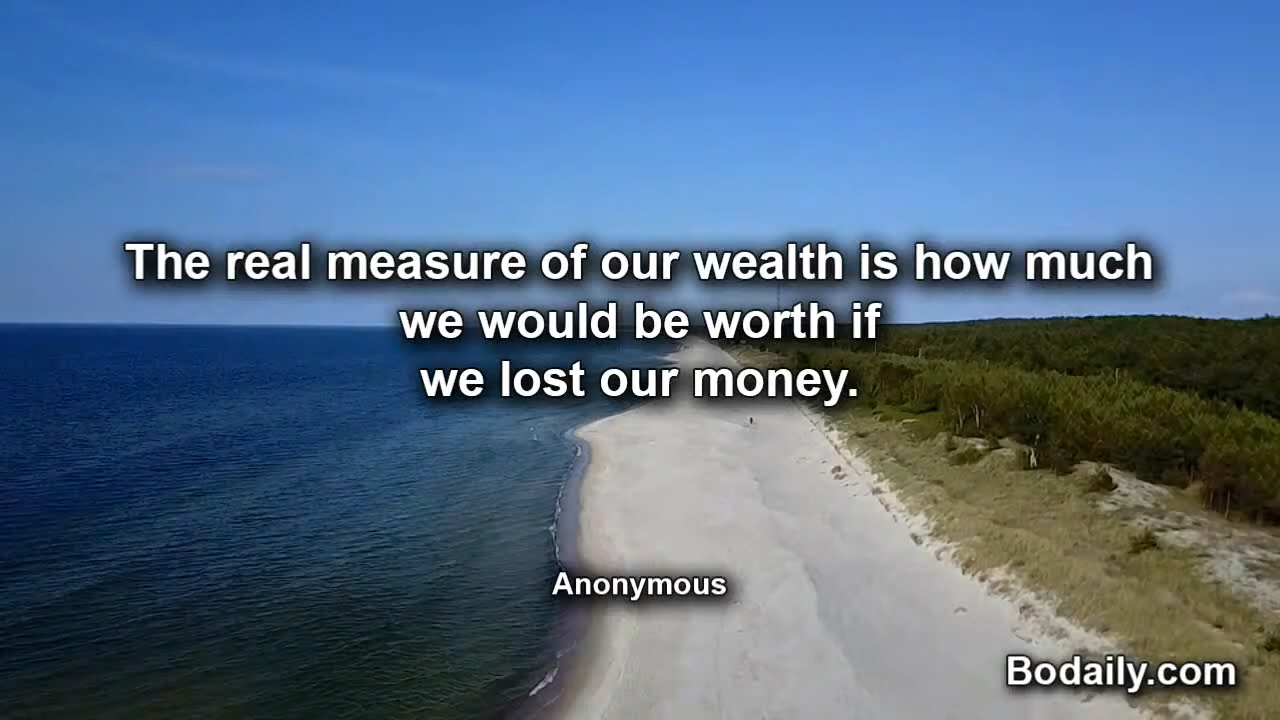 The real measure of our wealth is how much
we would be worth if
we lost our money.
Anonymous
Bodaily.com